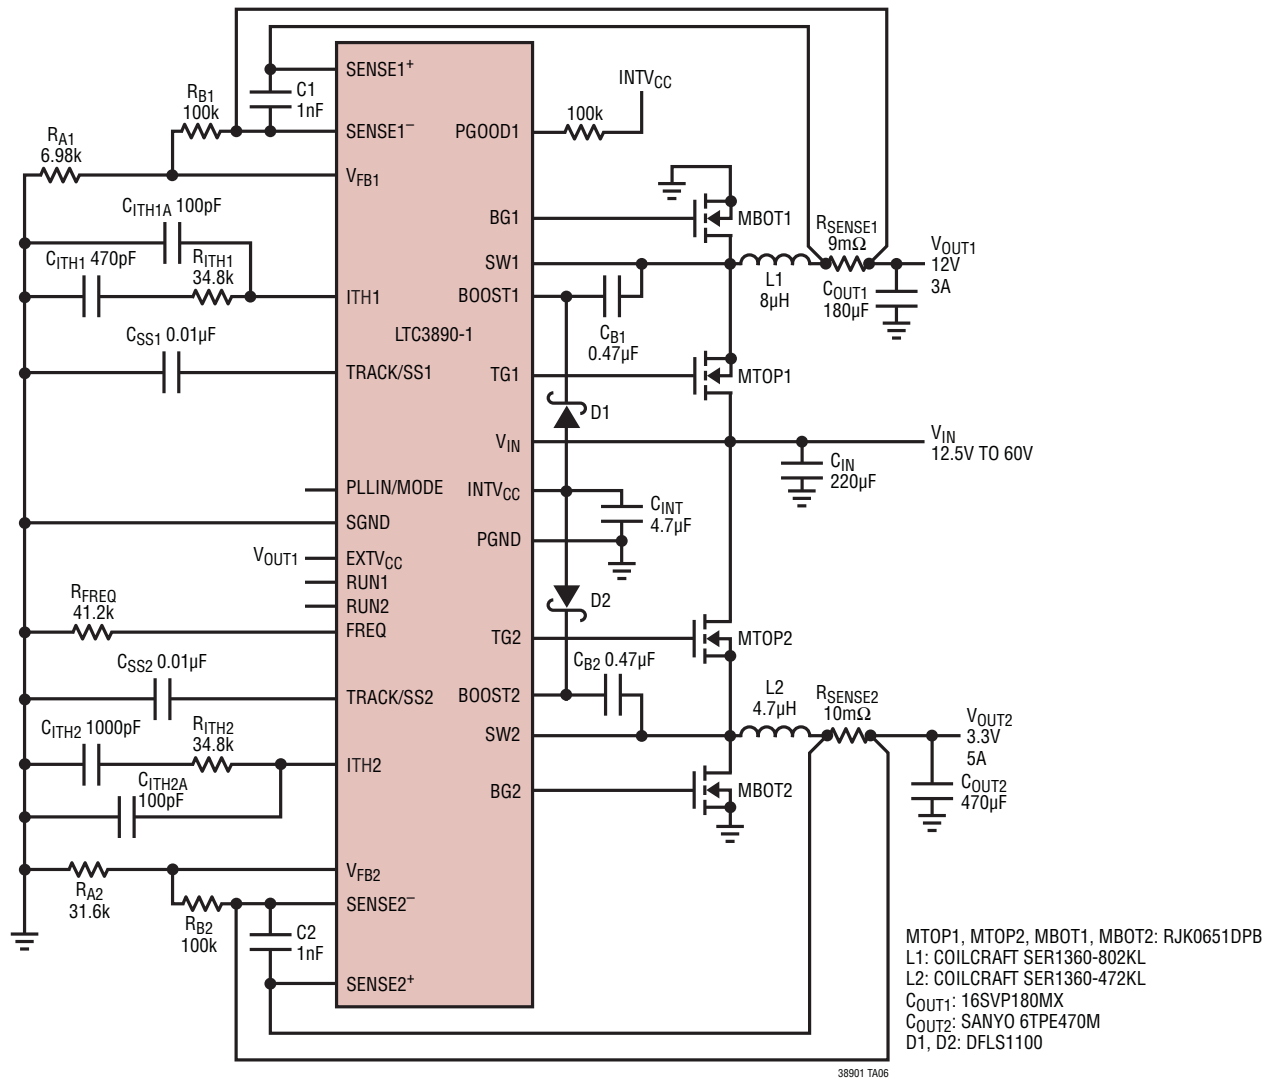 SENSE1+
C1
1nF
RB1
100k
SENSE1–
RA1
6.98k
VFB1
INTVCC
100k
PGOOD1
CITH1A 100pF
BG1
MBOT1
RSENSE1
9mΩ
VOUT1
12V
3A
CITH1 470pF
RITH1
34.8k
SW1
L1
8µH
COUT1
180µF
ITH1
BOOST1
CB1
0.47µF
LTC3890-1
CSS1 0.01µF
TRACK/SS1
TG1
MTOP1
D1
VIN
VIN
12.5V TO 60V
CIN
220µF
PLLIN/MODE
INTVCC
CINT
4.7µF
SGND
PGND
VOUT1
EXTVCC
RUN1
RUN2
D2
RFREQ
41.2k
FREQ
TG2
MTOP2
CSS2 0.01µF
CB2 0.47µF
TRACK/SS2
BOOST2
L2
4.7µH
RSENSE2
10mΩ
VOUT2
3.3V
5A
CITH2 1000pF
RITH2
34.8k
SW2
ITH2
CITH2A
100pF
BG2
MBOT2
COUT2
470µF
VFB2
RA2
31.6k
SENSE2–
RB2
100k
C2
1nF
SENSE2+
MTOP1, MTOP2, MBOT1, MBOT2: RJK0651DPB
L1: COILCRAFT SER1360-802KL
L2: COILCRAFT SER1360-472KL
COUT1: 16SVP180MX
COUT2: SANYO 6TPE470M
D1, D2: DFLS1100
38901 TA06